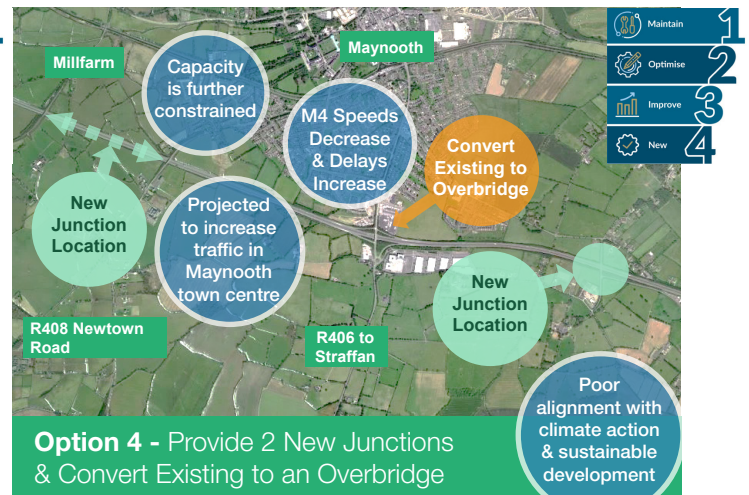 Maintain 1
Optimise 2
Improve 3
New 4
Millfarm
Maynooth
Capacity
is further
constrained
M4 Speeds
Decrease
& Delays
Increase
Convert
Existing to
Overbridge
New
Junction
Location
Projected
to increase
traffic in
Maynooth
town centre
New
Junction
Location
R408 Newtown
Road
R406 to
Straffan
Poor
alignment with
climate action
& sustainable
development
Option 4 - Provide 2 New Junctions
& Convert Existing to an Overbridge